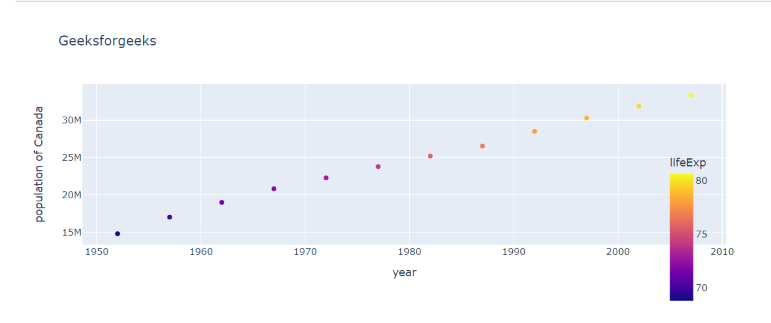 Geeksforgeeks
population of Canada
30M
25M
20M
15M
1950 1960 1970 1980 1990 2000 2010
year
lifeExp
80
75
70